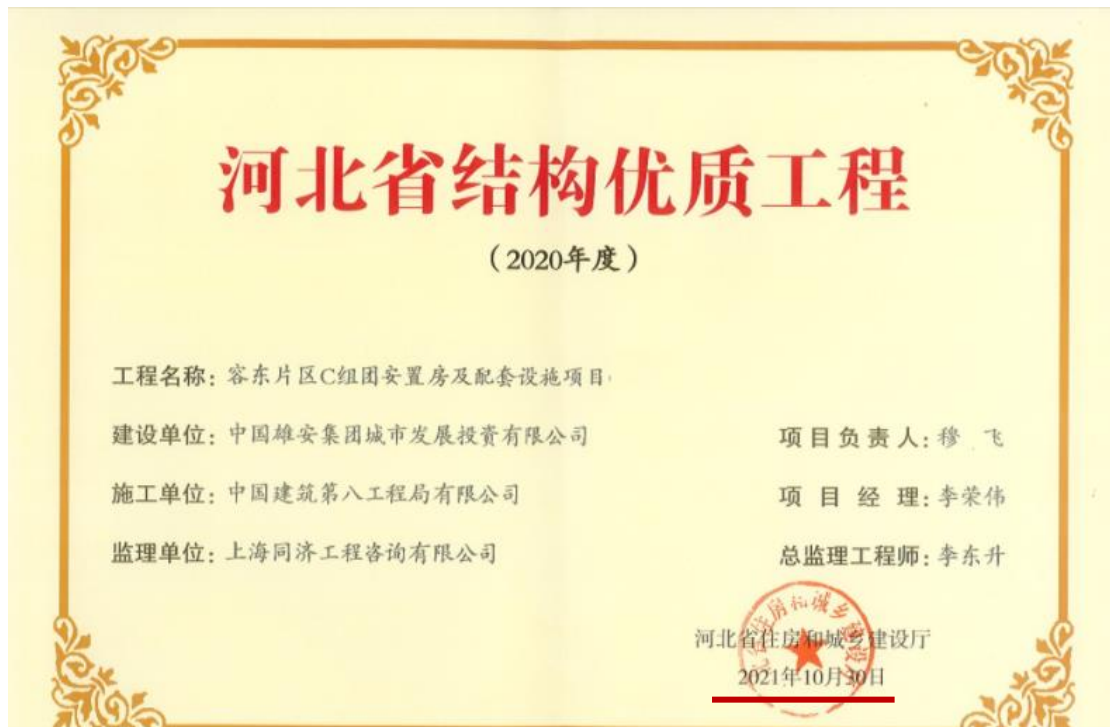 河北省结构优质工程
（2020年度）
工程名称：容东片区C组团安置房及配套设施项目
建设单位：中国雄安集团城市发展投资有限公司
项目负责人：穆 飞
施工单位：中国建筑第八工程局有限公司
项目经理：李荣伟
监理单位：上海同济工程咨询有限公司
总监理工程师：李东升
河北省住房和城乡建设厅
2021年10月30日